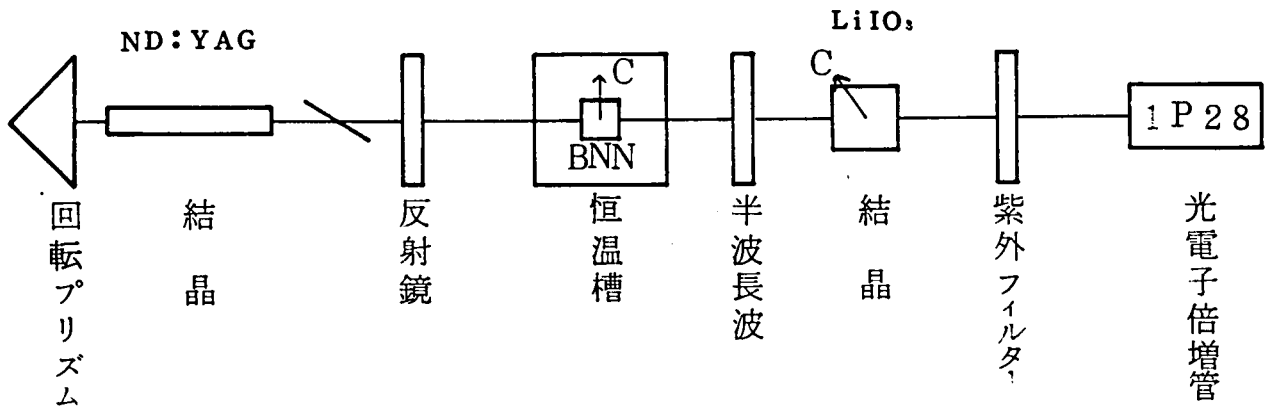 ND:YAG
LiIO₃
C
C
BNN
1P28
回転プリズム
結晶
反射鏡
恒温槽
半波長波
結晶
紫外フィルター
光電子倍増管